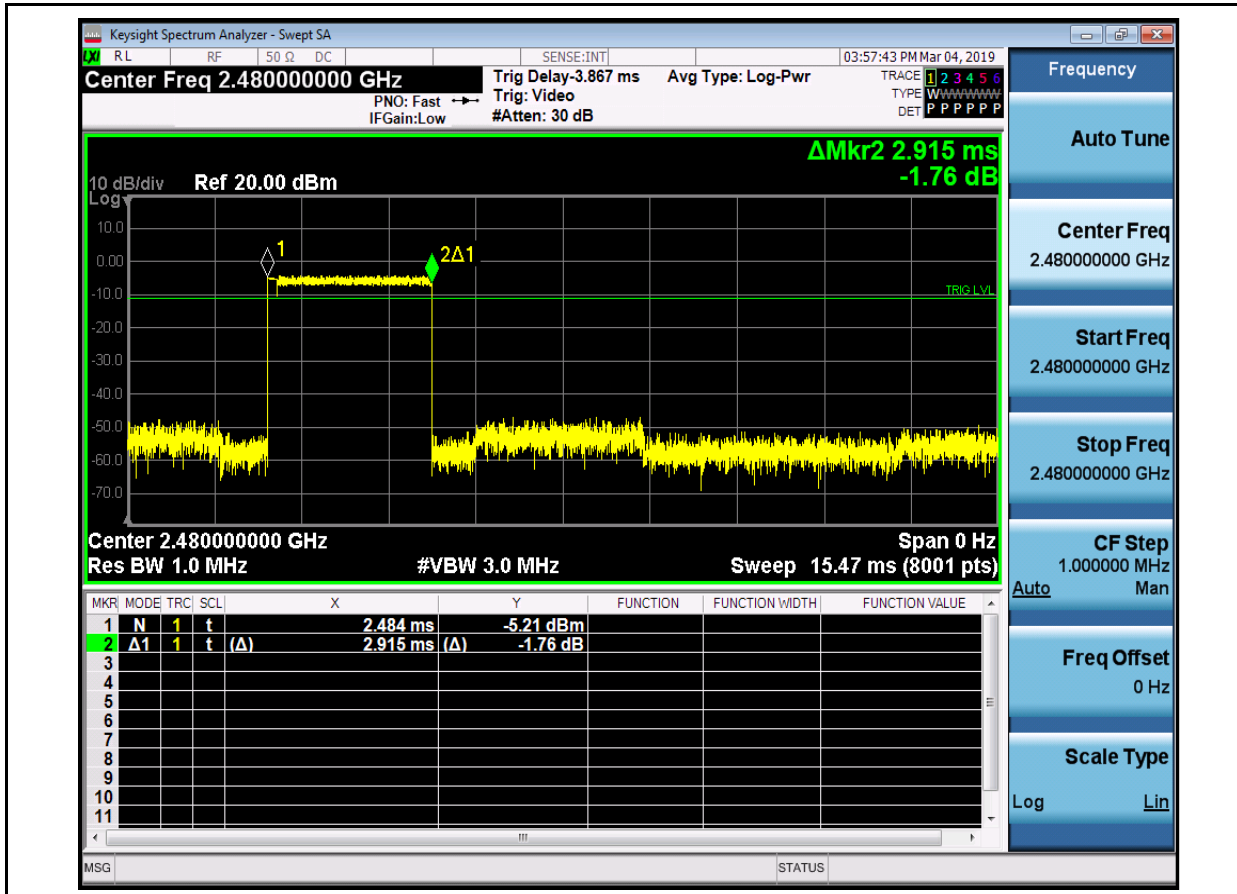 Keysight Spectrum Analyzer - Swept SA
LXI RL RF 50 Ω DC SENSE:INT 03:57:43 PM Mar 04, 2019
Center Freq 2.480000000 GHz
PNO: Fast
IFGain:Low
Trig Delay-3.867 ms
Trig: Video
#Atten: 30 dB
Avg Type: Log-Pwr
TRACE 1 2 3 4 5 6
TYPE WWWWWW
DET P P P P P P
ΔMkr2 2.915 ms
-1.76 dB
10 dB/div Ref 20.00 dBm
Log
10.0
0.00
-10.0
-20.0
-30.0
-40.0
-50.0
-60.0
-70.0
1
2Δ1
TRIG LVL
Center 2.480000000 GHz Span 0 Hz
Res BW 1.0 MHz #VBW 3.0 MHz Sweep 15.47 ms (8001 pts)
MKR MODE TRC SCL X Y FUNCTION FUNCTION WIDTH FUNCTION VALUE
1 N 1 t 2.484 ms -5.21 dBm
2 Δ1 1 t (Δ) 2.915 ms (Δ) -1.76 dB
3
4
5
6
7
8
9
10
11
MSG STATUS
Frequency
Auto Tune
Center Freq
2.480000000 GHz
Start Freq
2.480000000 GHz
Stop Freq
2.480000000 GHz
CF Step
1.000000 MHz
Auto Man
Freq Offset
0 Hz
Scale Type
Log Lin